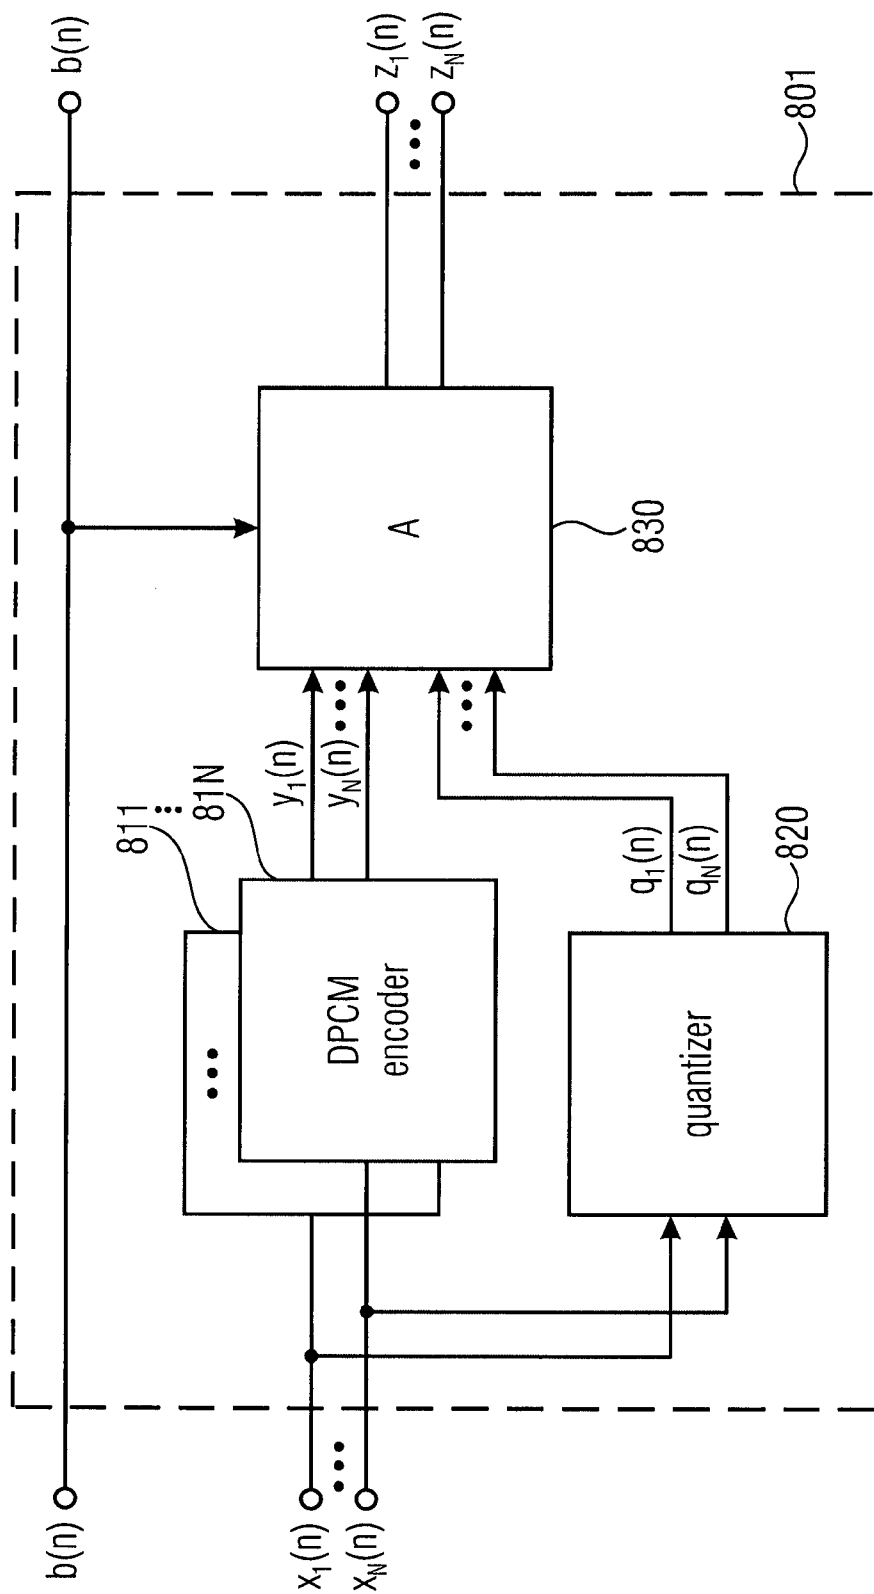 b(n)
b(n)
x₁(n)
xN(n)
811
81N
DPCM
encoder
y₁(n)
yN(n)
A
830
z₁(n)
zN(n)
801
quantizer
820
q₁(n)
qN(n)